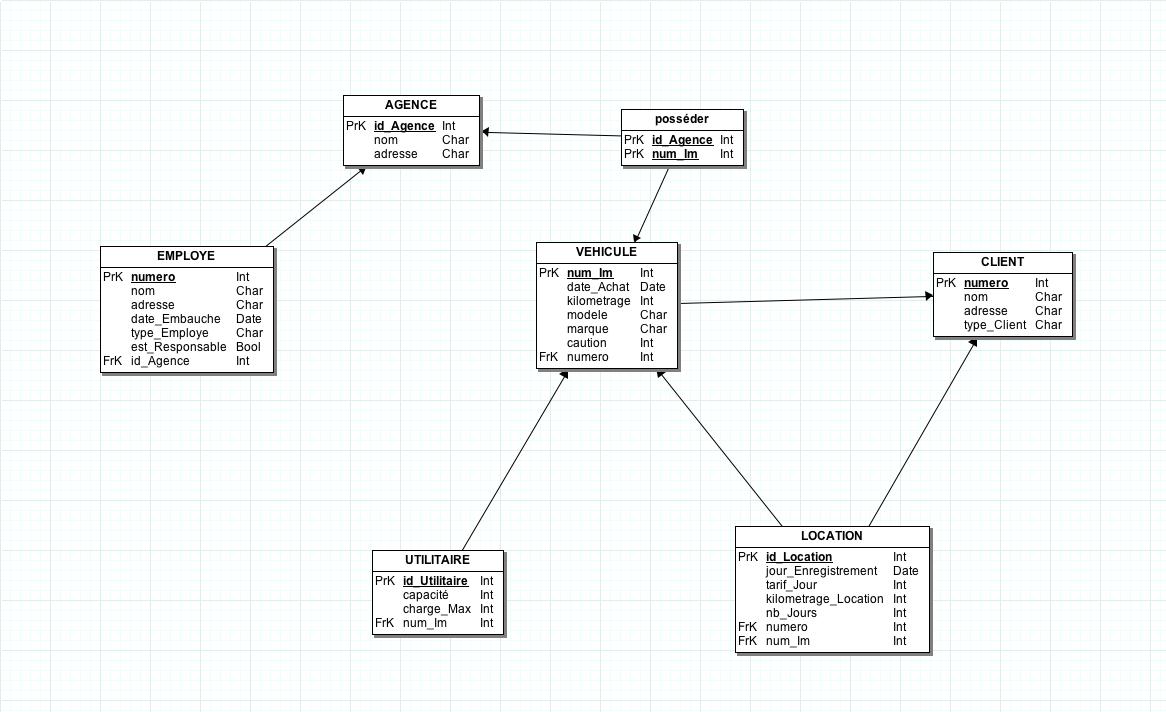 AGENCE
PrK id_Agence Int
nom Char
adresse Char
posséder
PrK id_Agence Int
PrK num_Im Int
EMPLOYE
PrK numero Int
nom Char
adresse Char
date_Embauche Date
type_Employe Char
est_Responsable Bool
FrK id_Agence Int
VEHICULE
PrK num_Im Int
date_Achat Date
kilometrage Int
modele Char
marque Char
caution Int
FrK numero Int
CLIENT
PrK numero Int
nom Char
adresse Char
type_Client Char
UTILITAIRE
PrK id_Utilitaire Int
capacité Int
charge_Max Int
FrK num_Im Int
LOCATION
PrK id_Location Int
jour_Enregistrement Date
tarif_Jour Int
kilometrage_Location Int
nb_Jours Int
FrK numero Int
FrK num_Im Int